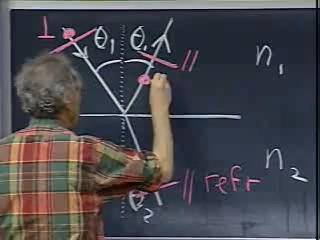 ⊥ θ₁ θ₁ //
n₁
n₂
θ₂ // refr